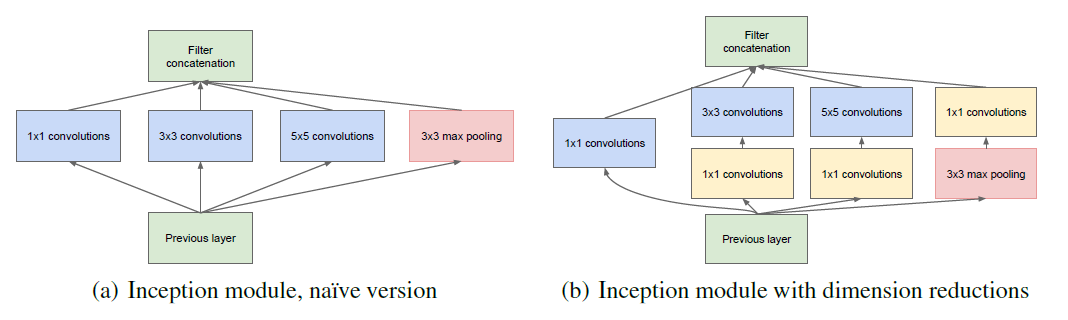 Filter
concatenation
1x1 convolutions
3x3 convolutions
5x5 convolutions
3x3 max pooling
Previous layer
(a) Inception module, naïve version
Filter
concatenation
3x3 convolutions
5x5 convolutions
1x1 convolutions
1x1 convolutions
1x1 convolutions
1x1 convolutions
3x3 max pooling
Previous layer
(b) Inception module with dimension reductions